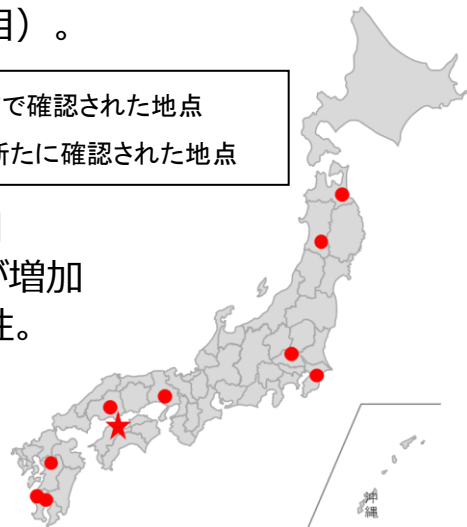 目）。
で確認された地点
新たに確認された地点
が増加
性。
沖縄